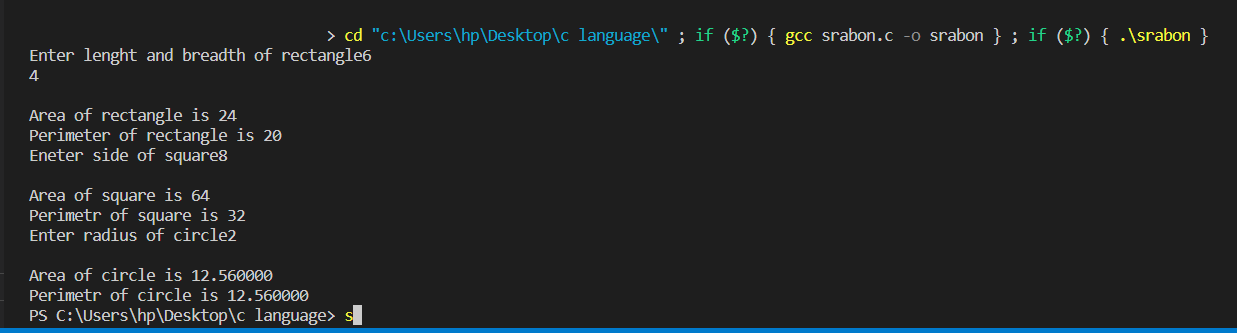 > cd "c:\Users\hp\Desktop\c language\" ; if ($?) { gcc srabon.c -o srabon } ; if ($?) { .\srabon }
Enter lenght and breadth of rectangle6
4
Area of rectangle is 24
Perimeter of rectangle is 20
Eneter side of square8
Area of square is 64
Perimetr of square is 32
Enter radius of circle2
Area of circle is 12.560000
Perimetr of circle is 12.560000
PS C:\Users\hp\Desktop\c language> s